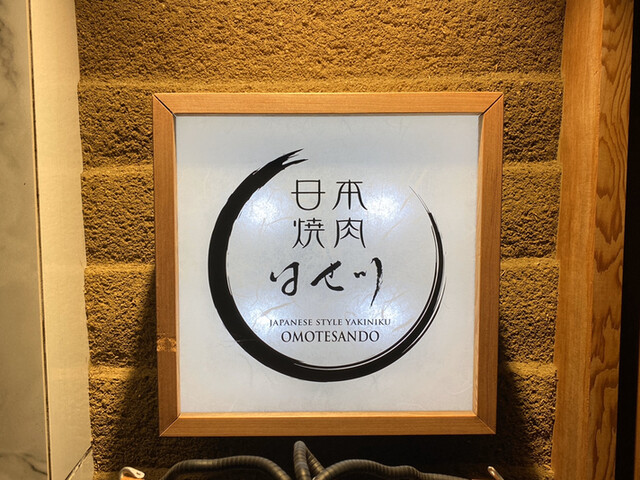 日本
焼肉
はせ川
JAPANESE STYLE YAKINIKU
OMOTESANDO